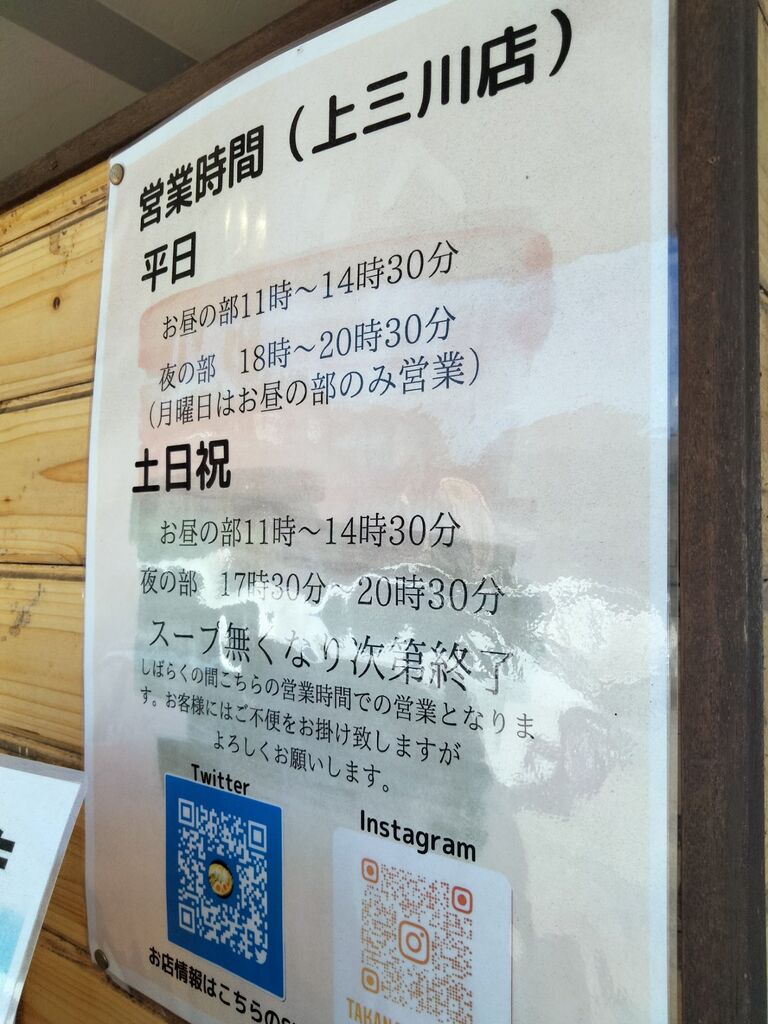 営業時間（上三川店）
平日
お昼の部11時〜14時30分
夜の部　18時〜20時30分
（月曜日はお昼の部のみ営業）
土日祝
お昼の部11時〜14時30分
夜の部　17時30分〜20時30分
スープ無くなり次第終了
しばらくの間こちらの営業時間での営業となりま
す。お客様にはご不便をお掛け致しますが
よろしくお願いします。
Twitter
Instagram
お店情報はこちらの